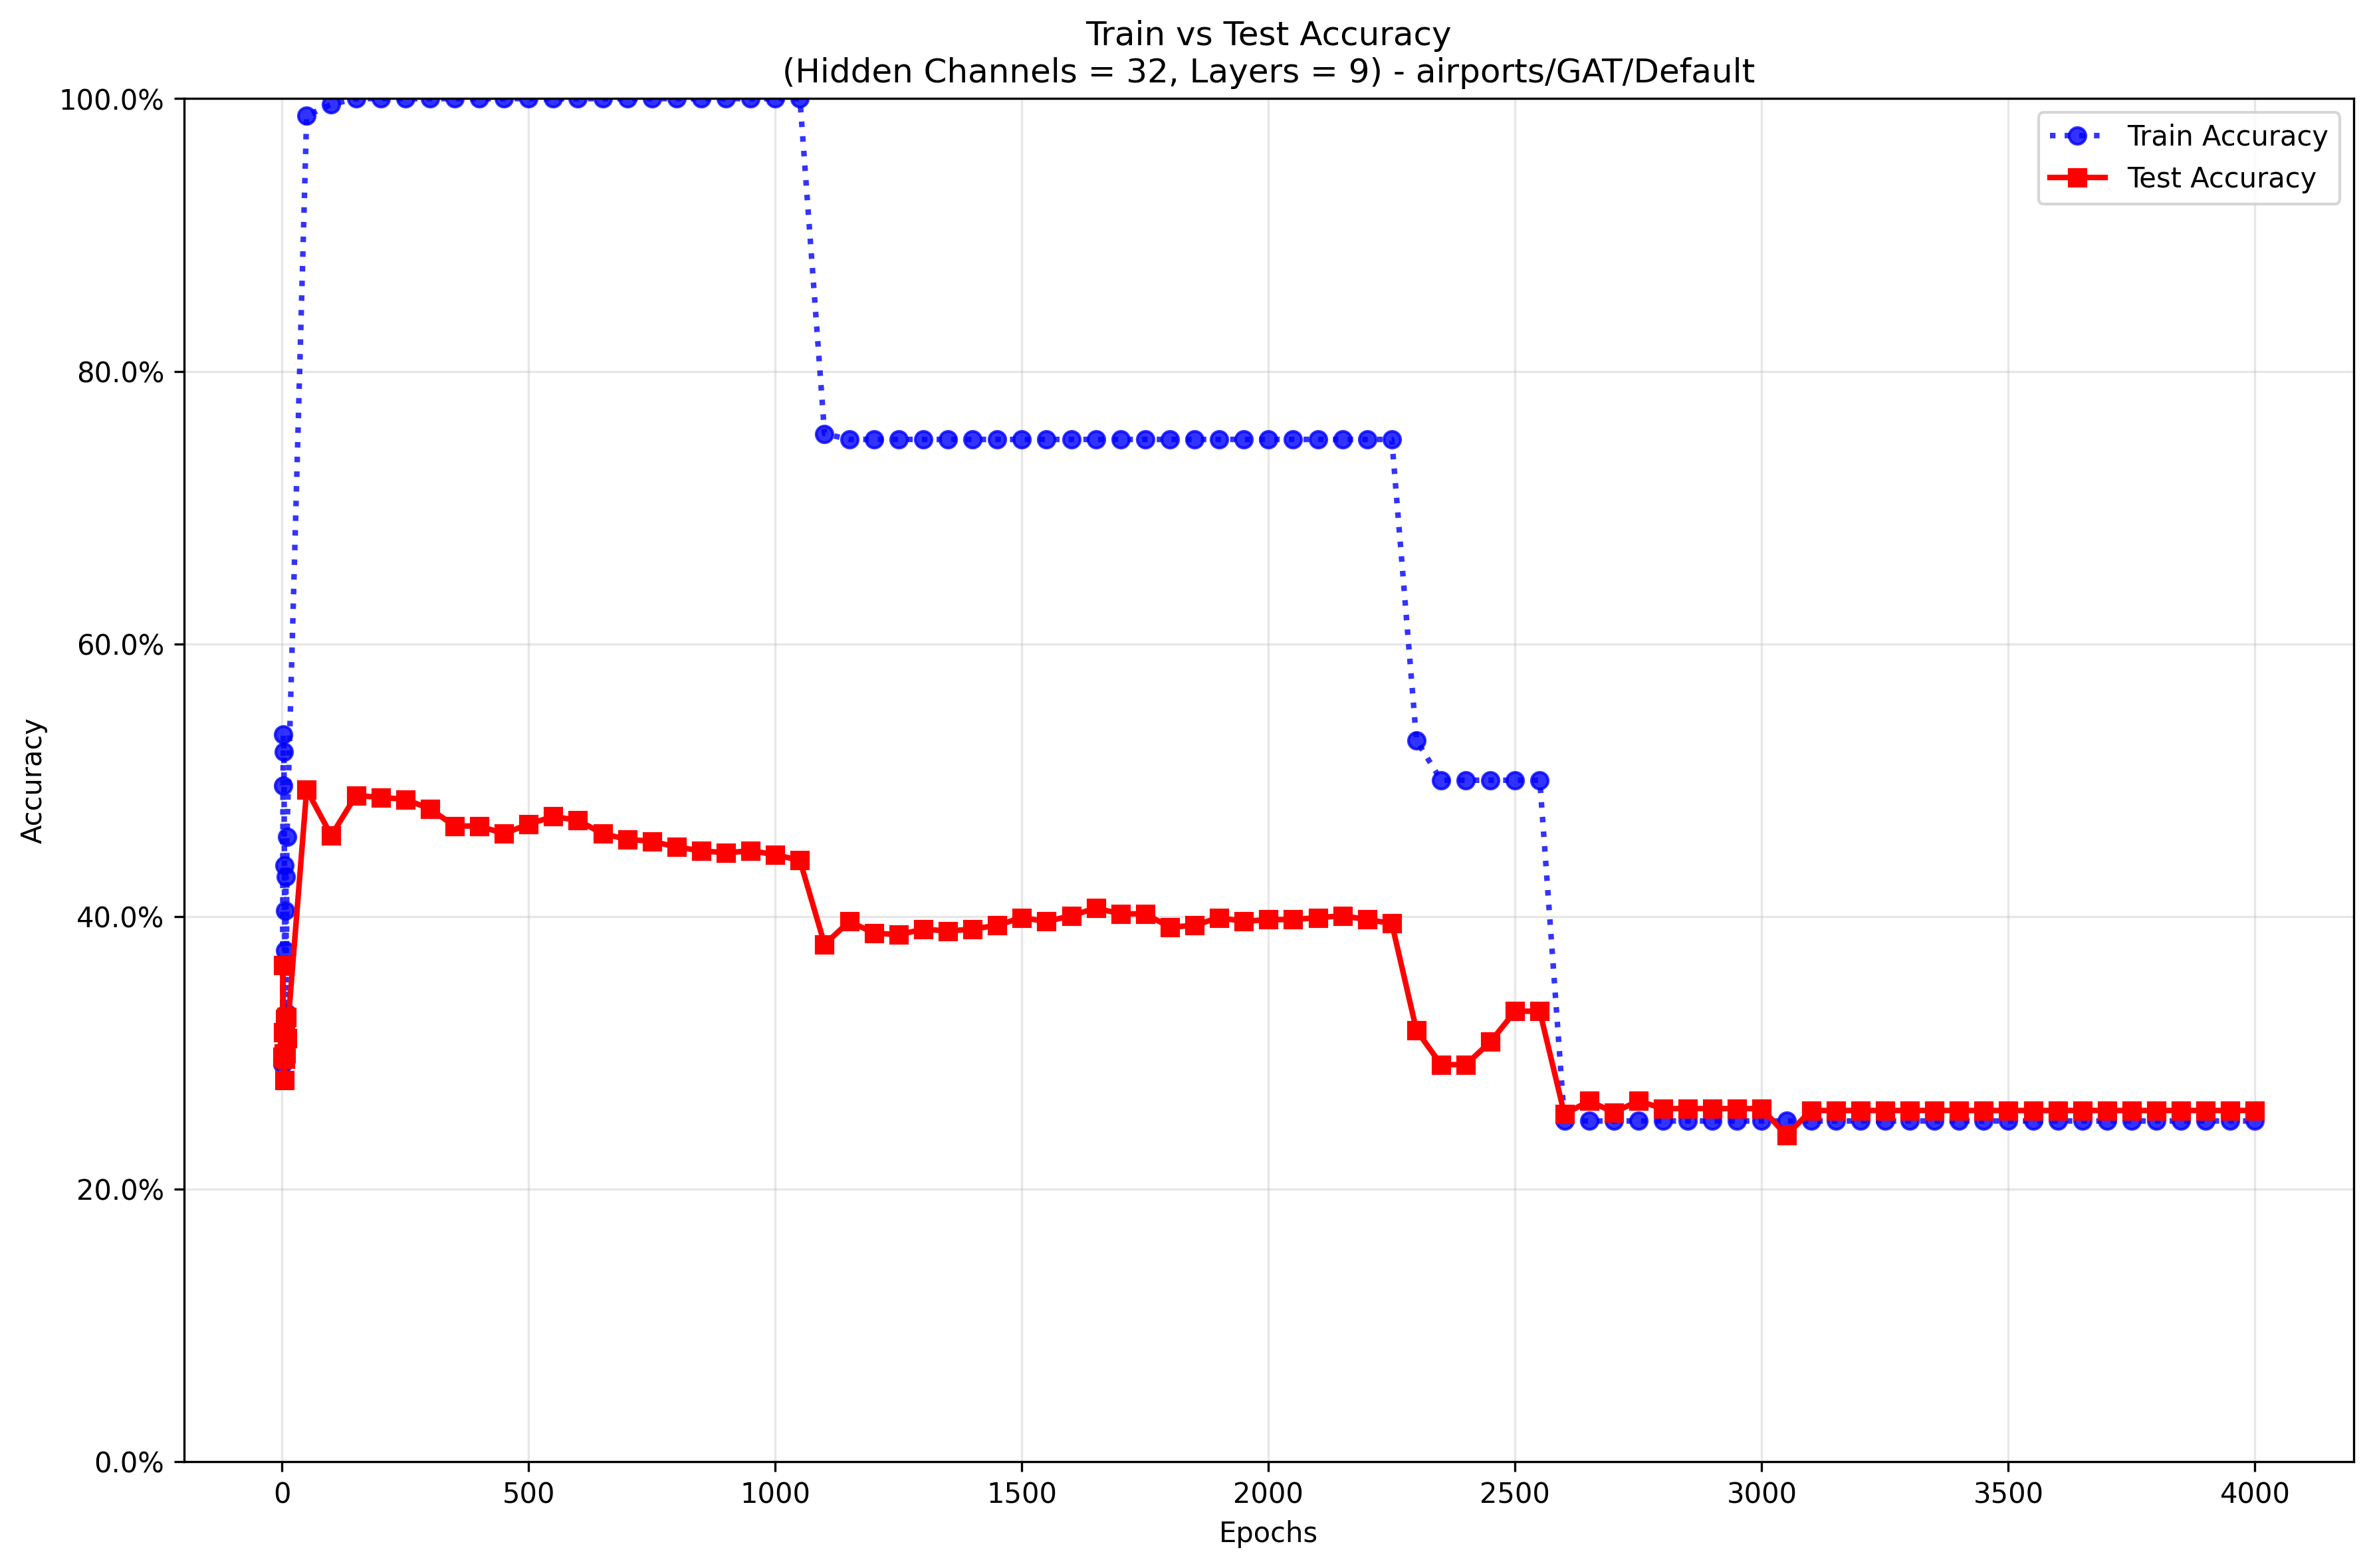 Train vs Test Accuracy
(Hidden Channels = 32, Layers = 9) - airports/GAT/Default
100.0%
80.0%
60.0%
40.0%
20.0%
0.0%
Accuracy
Train Accuracy
Test Accuracy
0 500 1000 1500 2000 2500 3000 3500 4000
Epochs